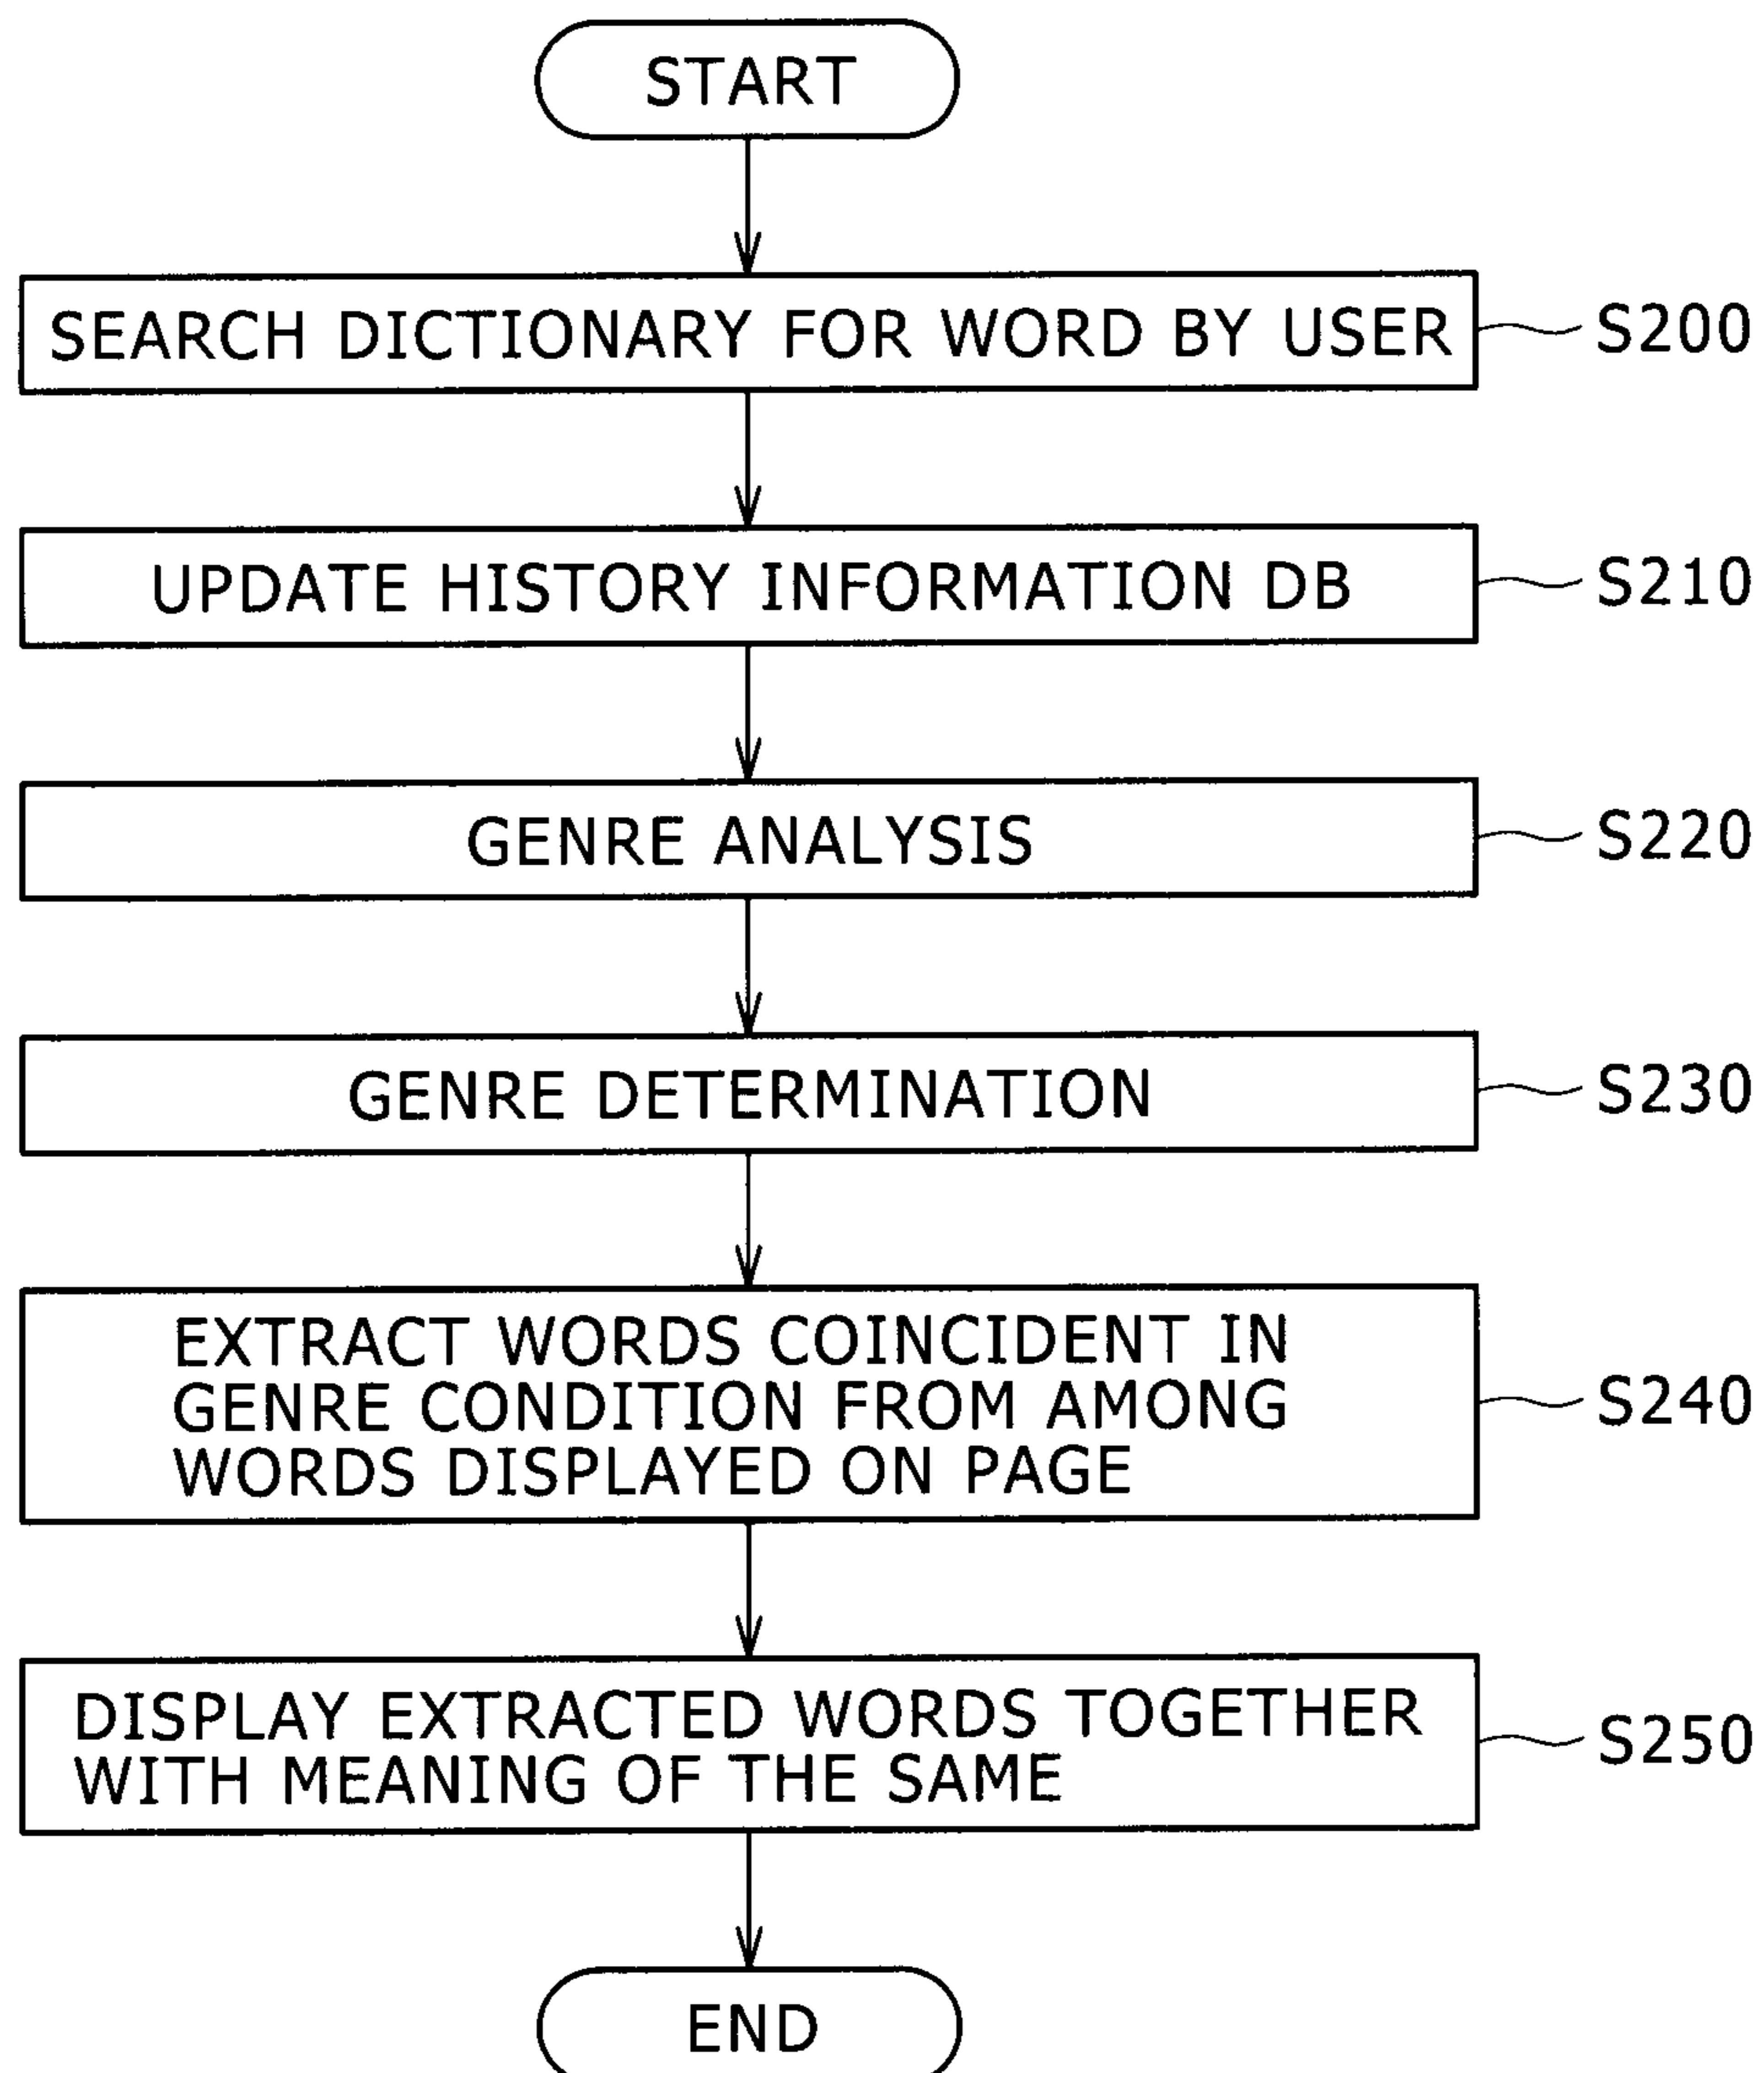 START
SEARCH DICTIONARY FOR WORD BY USER
S200
UPDATE HISTORY INFORMATION DB
S210
GENRE ANALYSIS
S220
GENRE DETERMINATION
S230
EXTRACT WORDS COINCIDENT IN
GENRE CONDITION FROM AMONG
WORDS DISPLAYED ON PAGE
S240
DISPLAY EXTRACTED WORDS TOGETHER
WITH MEANING OF THE SAME
S250
END